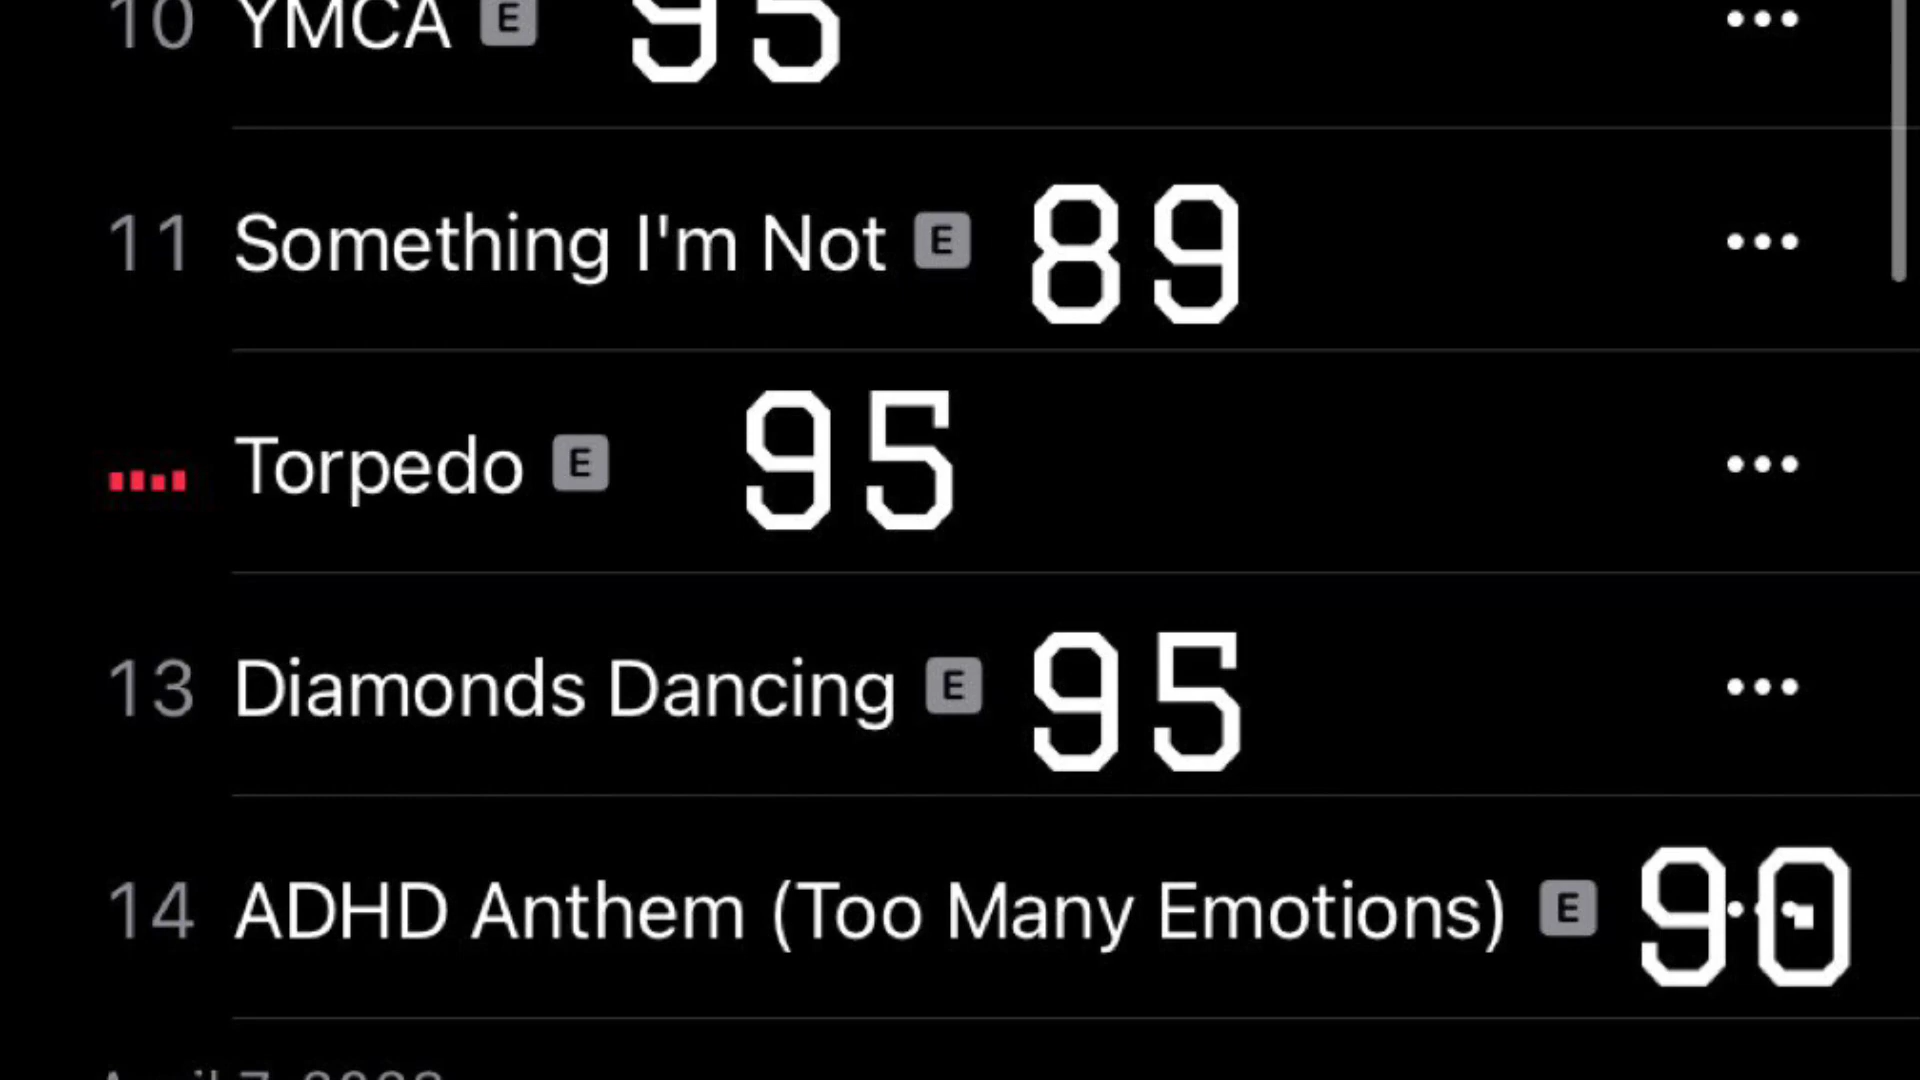 10 YMCA E 95
11 Something I'm Not E 89
Torpedo E 95
13 Diamonds Dancing E 95
14 ADHD Anthem (Too Many Emotions) E 90